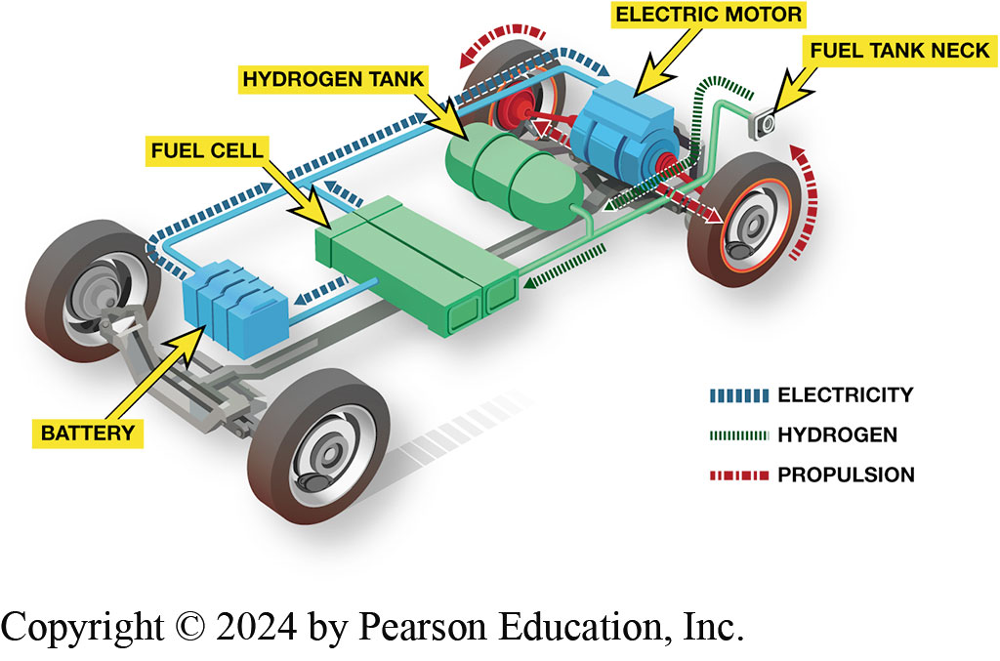 ELECTRIC MOTOR
FUEL TANK NECK
HYDROGEN TANK
FUEL CELL
BATTERY
ELECTRICITY
HYDROGEN
PROPULSION
Copyright © 2024 by Pearson Education, Inc.